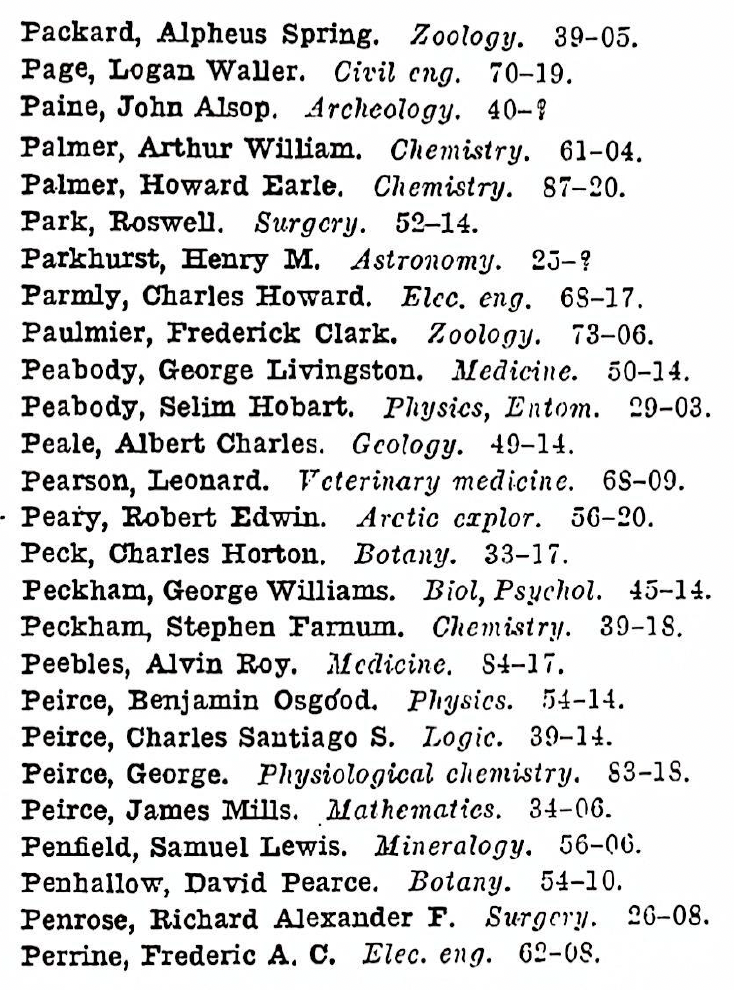 Packard, Alpheus Spring. Zoology. 39–05.
Page, Logan Waller. Civil eng. 70–19.
Paine, John Alsop. Archeology. 40–?
Palmer, Arthur William. Chemistry. 61–04.
Palmer, Howard Earle. Chemistry. 87–20.
Park, Roswell. Surgery. 52–14.
Parkhurst, Henry M. Astronomy. 25–?
Parmly, Charles Howard. Elec. eng. 68–17.
Paulmier, Frederick Clark. Zoology. 73–06.
Peabody, George Livingston. Medicine. 50–14.
Peabody, Selim Hobart. Physics, Entom. 29–03.
Peale, Albert Charles. Geology. 49–14.
Pearson, Leonard. Veterinary medicine. 68–09.
Peary, Robert Edwin. Arctic explor. 56–20.
Peck, Charles Horton. Botany. 33–17.
Peckham, George Williams. Biol, Psychol. 45–14.
Peckham, Stephen Farnum. Chemistry. 39–18.
Peebles, Alvin Roy. Medicine. 84–17.
Peirce, Benjamin Osgood. Physics. 54–14.
Peirce, Charles Santiago S. Logic. 39–14.
Peirce, George. Physiological chemistry. 83–18.
Peirce, James Mills. Mathematics. 34–06.
Penfield, Samuel Lewis. Mineralogy. 56–06.
Penhallow, David Pearce. Botany. 54–10.
Penrose, Richard Alexander F. Surgery. 26–08.
Perrine, Frederic A. C. Elec. eng. 62–08.